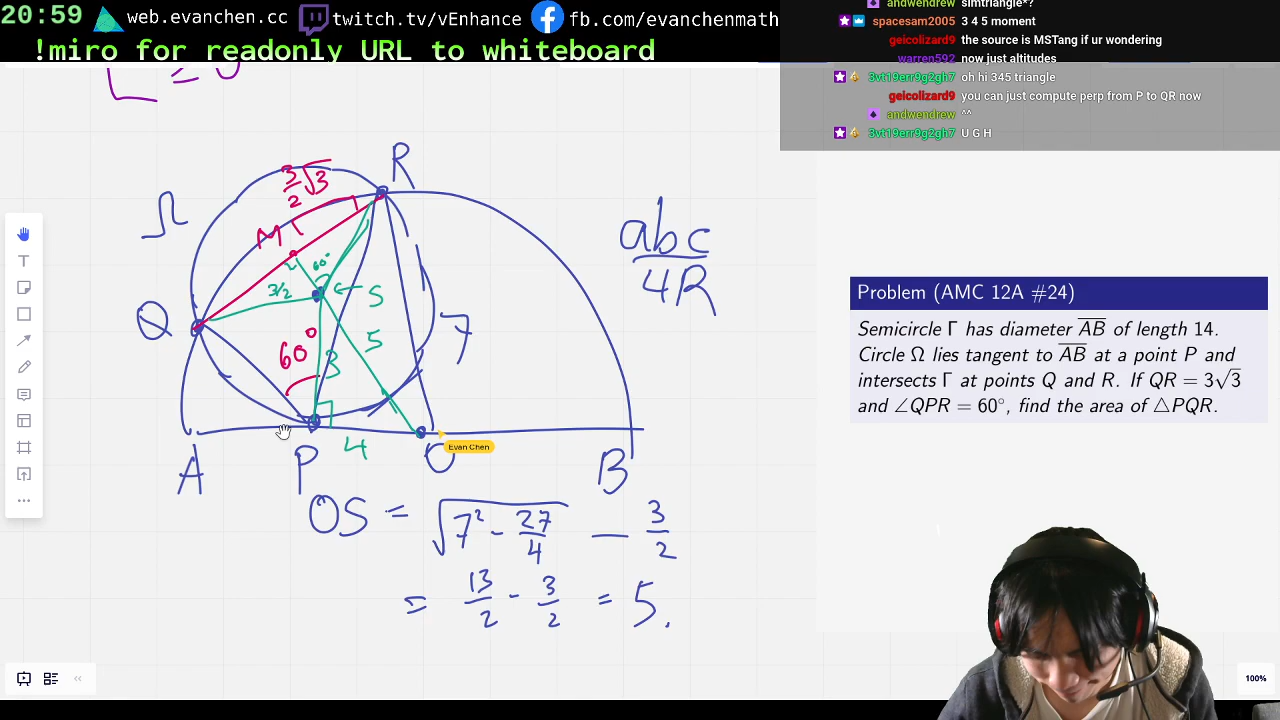 20:59
web.evanchen.cc
twitch.tv/vEnhance
fb.com/evanchenmath
!miro for readonly URL to whiteboard
andwendrew simtriangle*?
spacesam2005 3 4 5 moment
geicolizard9 the source is MSTang if ur wondering
warren592 now just altitudes
3vt19err9g2gh7 oh hi 345 triangle
geicolizard9 you can just compute perp from P to QR now
andwendrew ^^
3vt19err9g2gh7 U G H
Ω
R
3/2 √3
M
60°
3/2
S
Q
60°
3
5
7
4
A
P
O
B
Evan Chen
abc/4R
OS = √(7² - 27/4) - 3/2
= 13/2 - 3/2 = 5.
Problem (AMC 12A #24)
Semicircle Γ has diameter AB of length 14.
Circle Ω lies tangent to AB at a point P and
intersects Γ at points Q and R. If QR = 3√3
and ∠QPR = 60°, find the area of △PQR.
100%